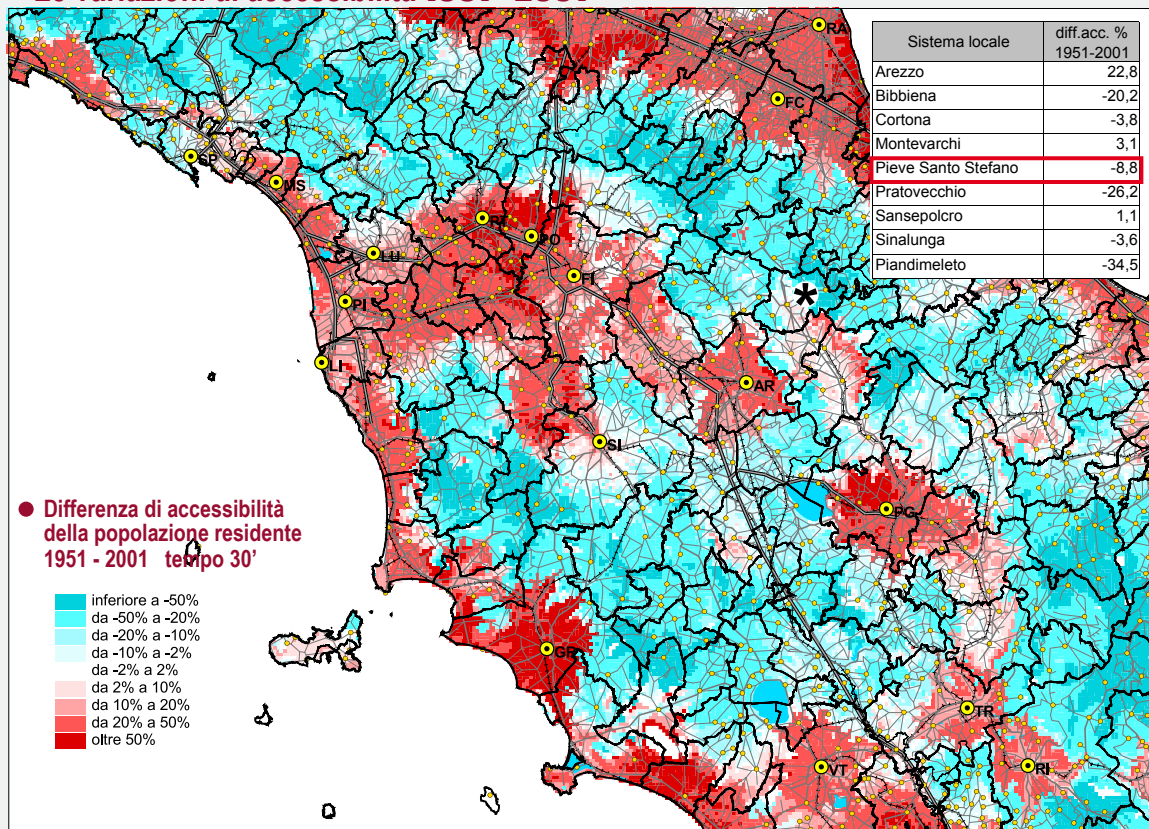 Sistema locale diff.acc. %
1951-2001
Arezzo 22,8
Bibbiena -20,2
Cortona -3,8
Montevarchi 3,1
Pieve Santo Stefano -8,8
Pratovecchio -26,2
Sansepolcro 1,1
Sinalunga -3,6
Piandimeleto -34,5
RA
FC
SP
MS
PT
PO
LU
FI
PI
*
LI
AR
SI
PG
GR
TR
VT
RI
● Differenza di accessibilità
della popolazione residente
1951 - 2001 tempo 30'
inferiore a -50%
da -50% a -20%
da -20% a -10%
da -10% a -2%
da -2% a 2%
da 2% a 10%
da 10% a 20%
da 20% a 50%
oltre 50%